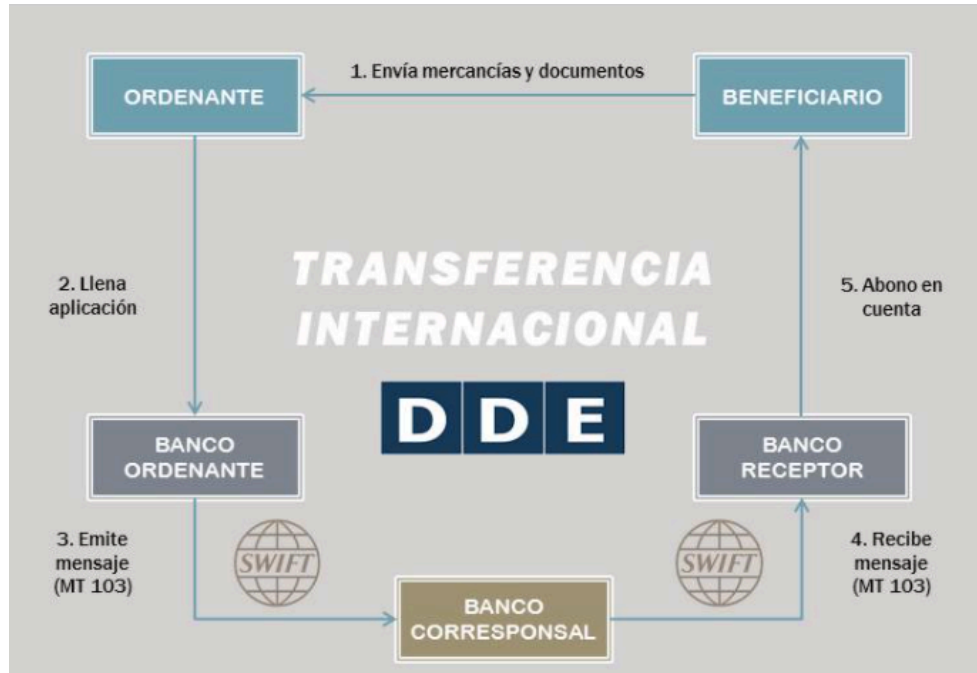 1. Envía mercancías y documentos
ORDENANTE
BENEFICIARIO
2. Llena
aplicación
TRANSFERENCIA
INTERNACIONAL
5. Abono en
cuenta
DDE
BANCO
ORDENANTE
BANCO
RECEPTOR
3. Emite
mensaje
(MT 103)
SWIFT
SWIFT
4. Recibe
mensaje
(MT 103)
BANCO
CORRESPONSAL